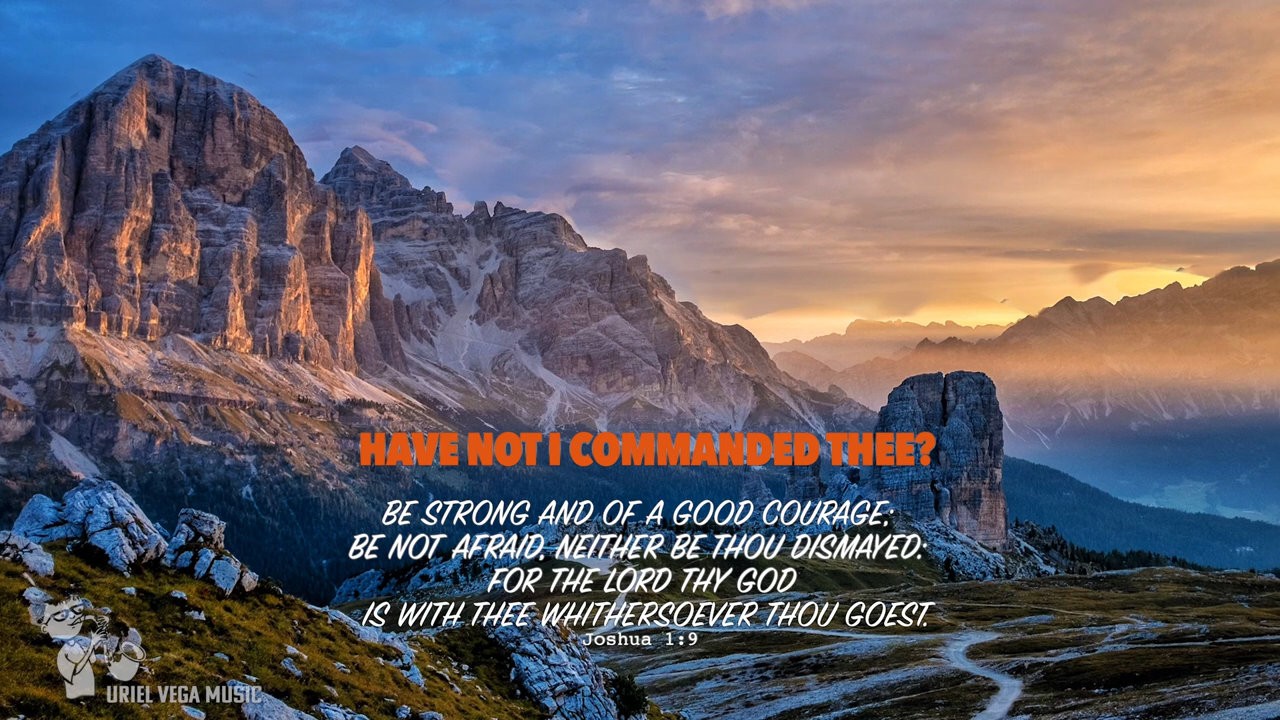 HAVE NOT I COMMANDED THEE?
BE STRONG AND OF A GOOD COURAGE;
BE NOT AFRAID, NEITHER BE THOU DISMAYED:
FOR THE LORD THY GOD
IS WITH THEE WHITHERSOEVER THOU GOEST.
Joshua 1:9
URIEL VEGA MUSIC